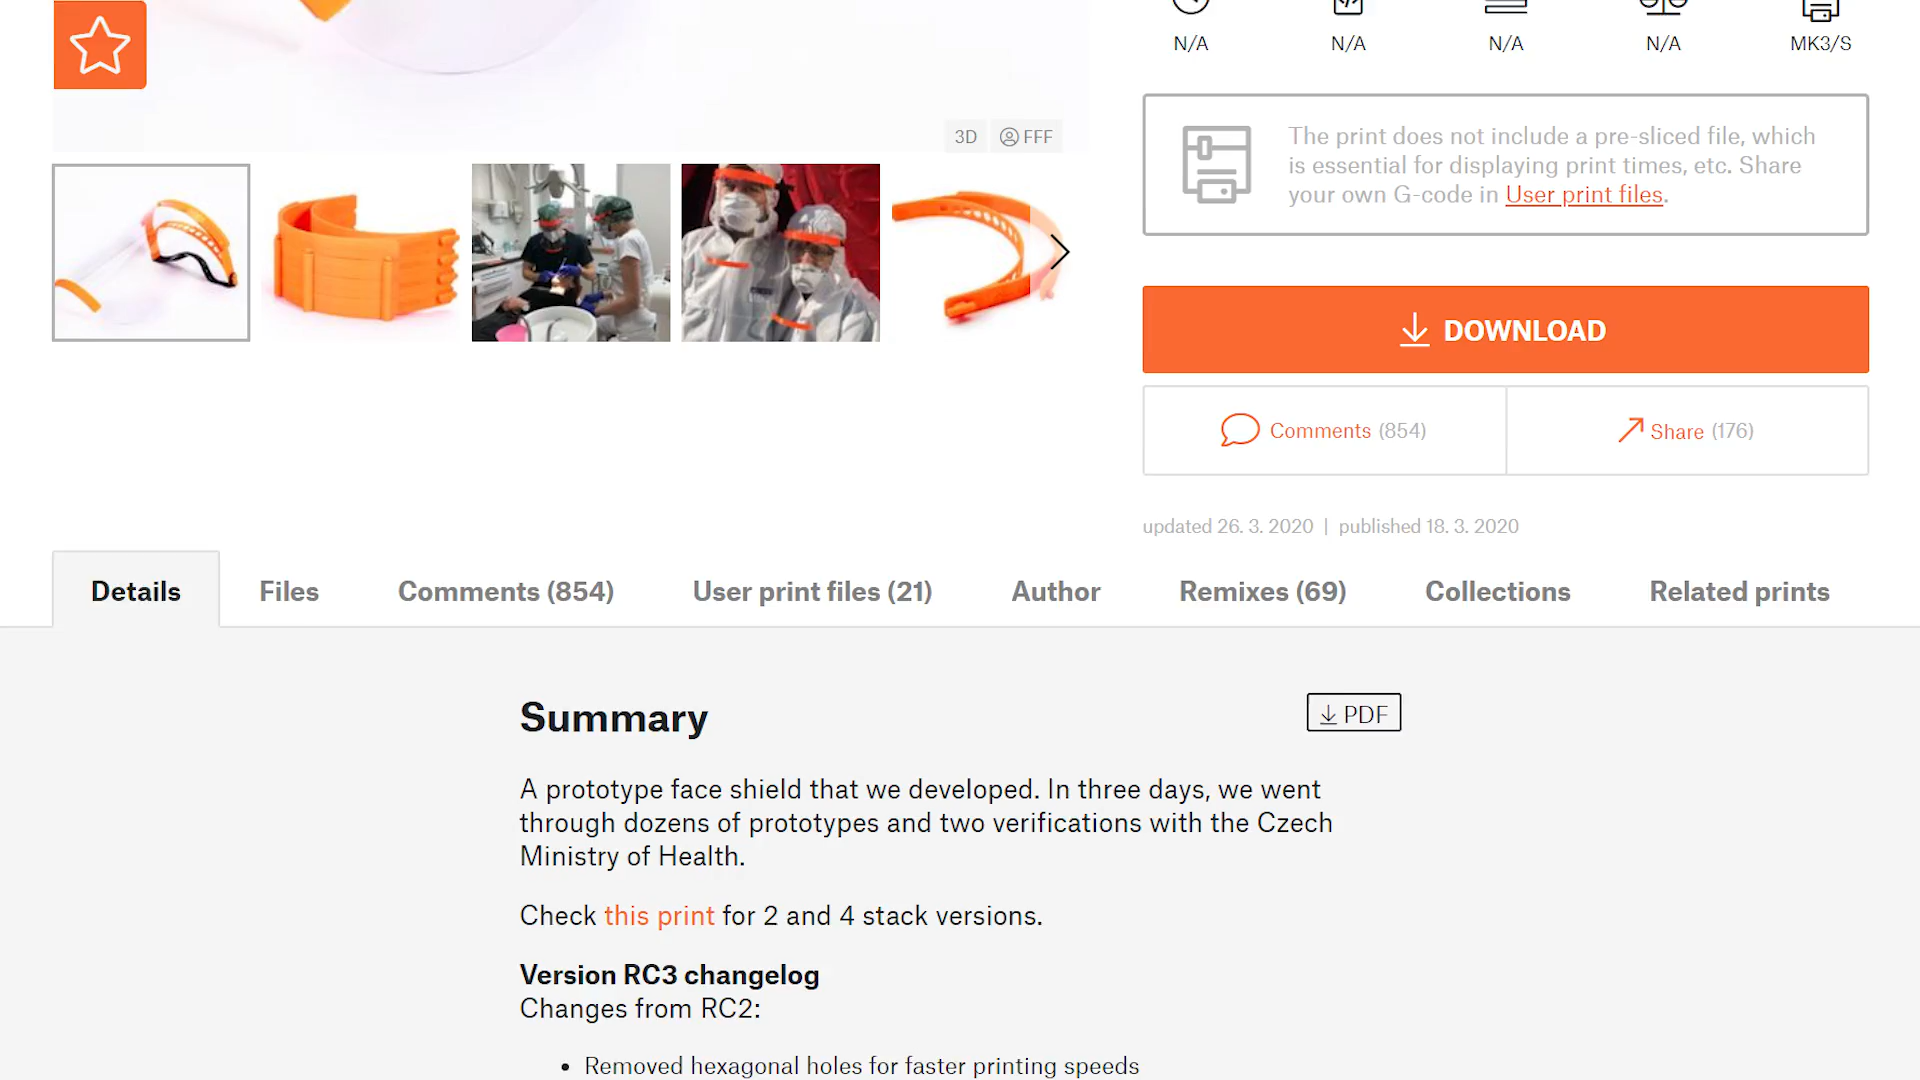 N/A
N/A
N/A
N/A
MK3/S
3D
FFF
The print does not include a pre-sliced file, which
is essential for displaying print times, etc. Share
your own G-code in User print files.
DOWNLOAD
Comments (854)
Share (176)
updated 26. 3. 2020 | published 18. 3. 2020
Details
Files
Comments (854)
User print files (21)
Author
Remixes (69)
Collections
Related prints
Summary
PDF
A prototype face shield that we developed. In three days, we went
through dozens of prototypes and two verifications with the Czech
Ministry of Health.
Check this print for 2 and 4 stack versions.
Version RC3 changelog
Changes from RC2:
• Removed hexagonal holes for faster printing speeds